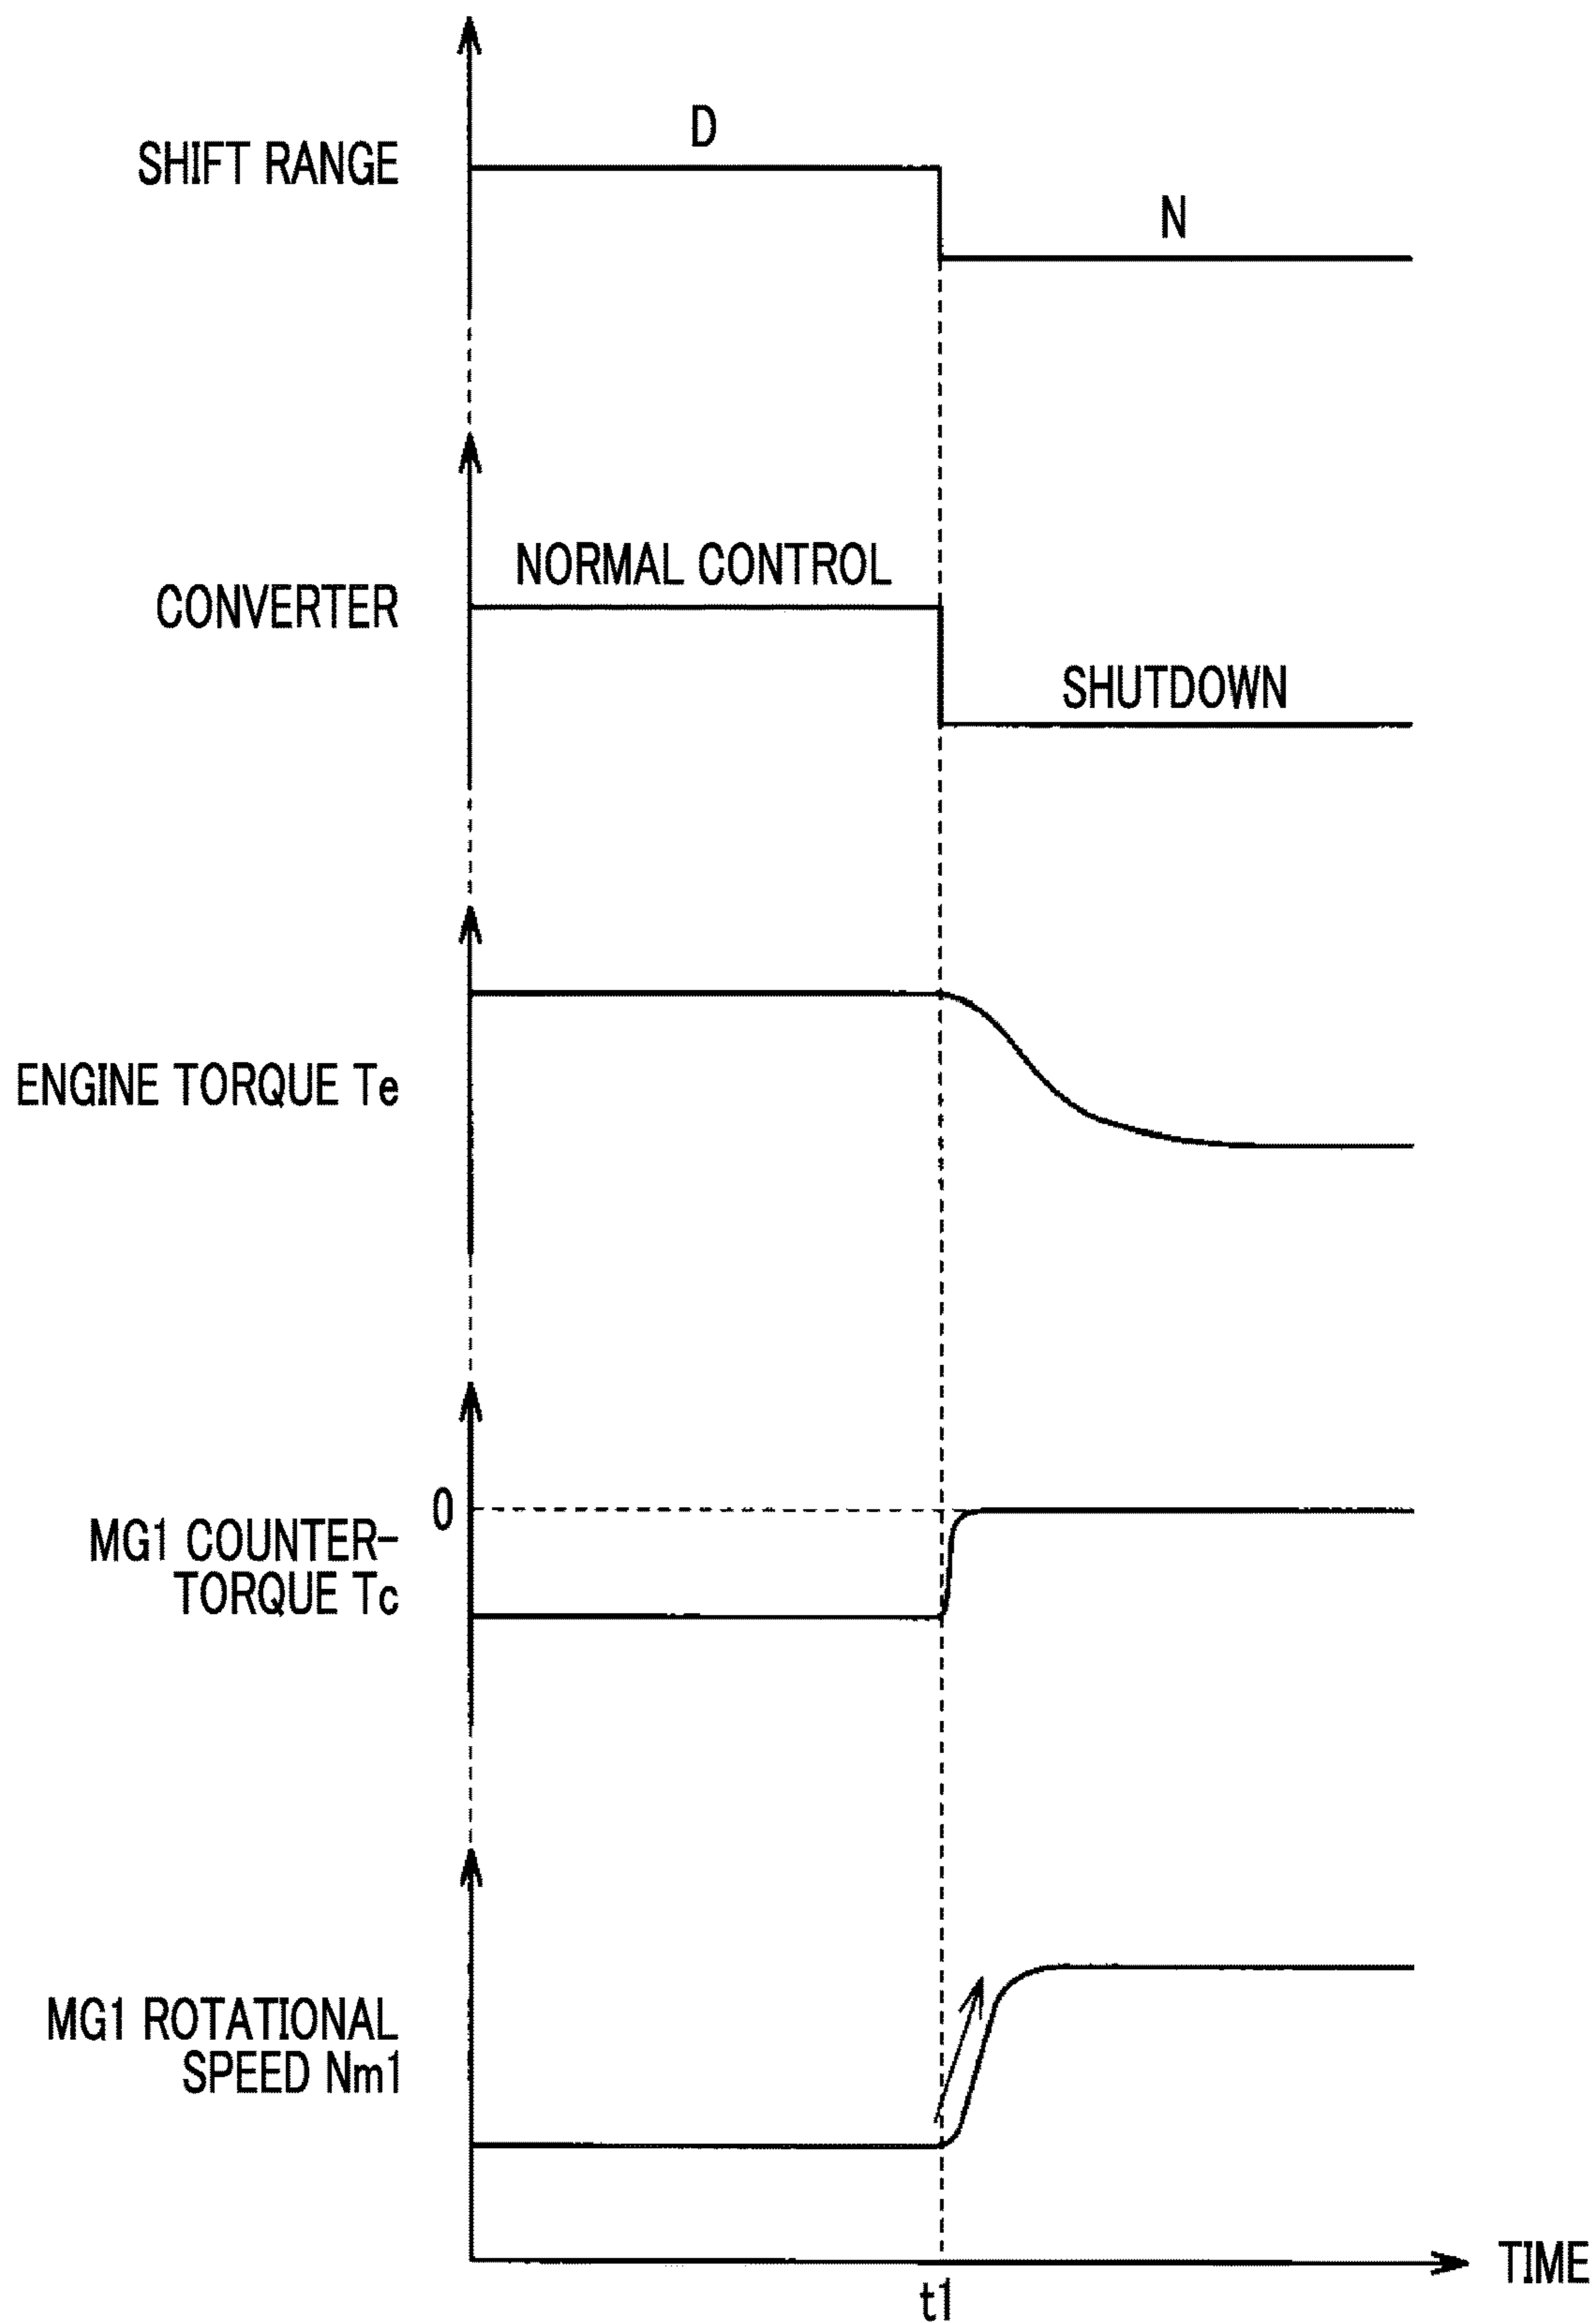 D
SHIFT RANGE
N
NORMAL CONTROL
CONVERTER
SHUTDOWN
ENGINE TORQUE Te
0
MG1 COUNTER-
TORQUE Tc
MG1 ROTATIONAL
SPEED Nm1
TIME
t1